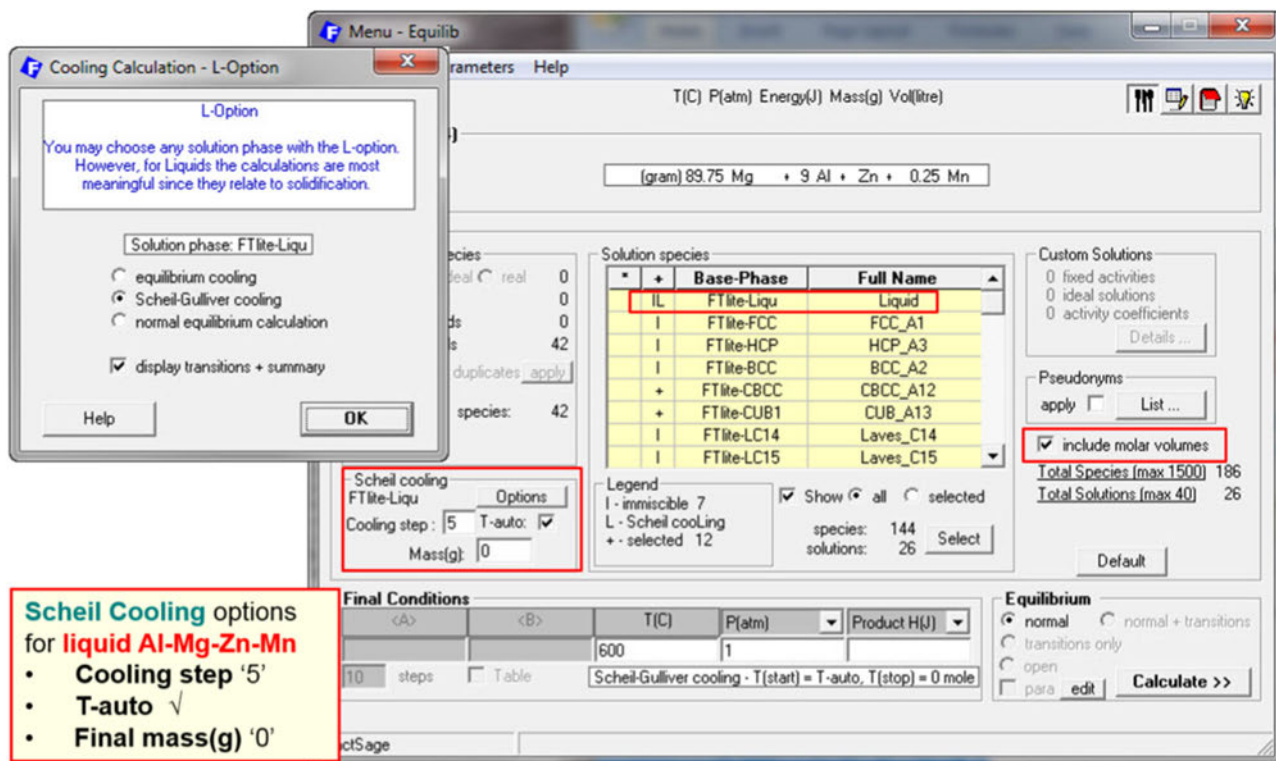 Menu - Equilib
Cooling Calculation - L-Option
rameters Help
T(C) P(atm) Energy(J) Mass(g) Vol(litre)
L-Option
You may choose any solution phase with the L-option.
However, for Liquids the calculations are most
meaningful since they relate to solidification.
(gram) 89.75 Mg + 9 Al + Zn + 0.25 Mn
Solution phase: FTlite-Liqu
equilibrium cooling
Scheil-Gulliver cooling
normal equilibrium calculation
display transitions + summary
Help OK
ecies
eal real 0
0
ds 0
s 42
duplicates apply
species: 42
Solution species
* + Base-Phase Full Name
IL FTlite-Liqu Liquid
I FTlite-FCC FCC_A1
I FTlite-HCP HCP_A3
I FTlite-BCC BCC_A2
+ FTlite-CBCC CBCC_A12
+ FTlite-CUB1 CUB_A13
I FTlite-LC14 Laves_C14
I FTlite-LC15 Laves_C15
Custom Solutions
0 fixed activities
0 ideal solutions
0 activity coefficients
Details ...
Pseudonyms
apply List ...
include molar volumes
Total Species (max 1500) 186
Total Solutions (max 40) 26
Default
Scheil cooling
FTlite-Liqu Options
Cooling step : 5 T-auto:
Mass(g): 0
Legend
I - immiscible 7
L - Scheil cooLing
+ - selected 12
Show all selected
species: 144
solutions: 26
Select
Scheil Cooling options
for liquid Al-Mg-Zn-Mn
• Cooling step '5'
• T-auto √
• Final mass(g) '0'
Final Conditions
<A> <B> T(C) P(atm) Product H(J)
600 1
10 steps Table Scheil-Gulliver cooling - T(start) = T-auto, T(stop) = 0 mole
Equilibrium
normal normal + transitions
transitions only
open
para edit Calculate >>
actSage